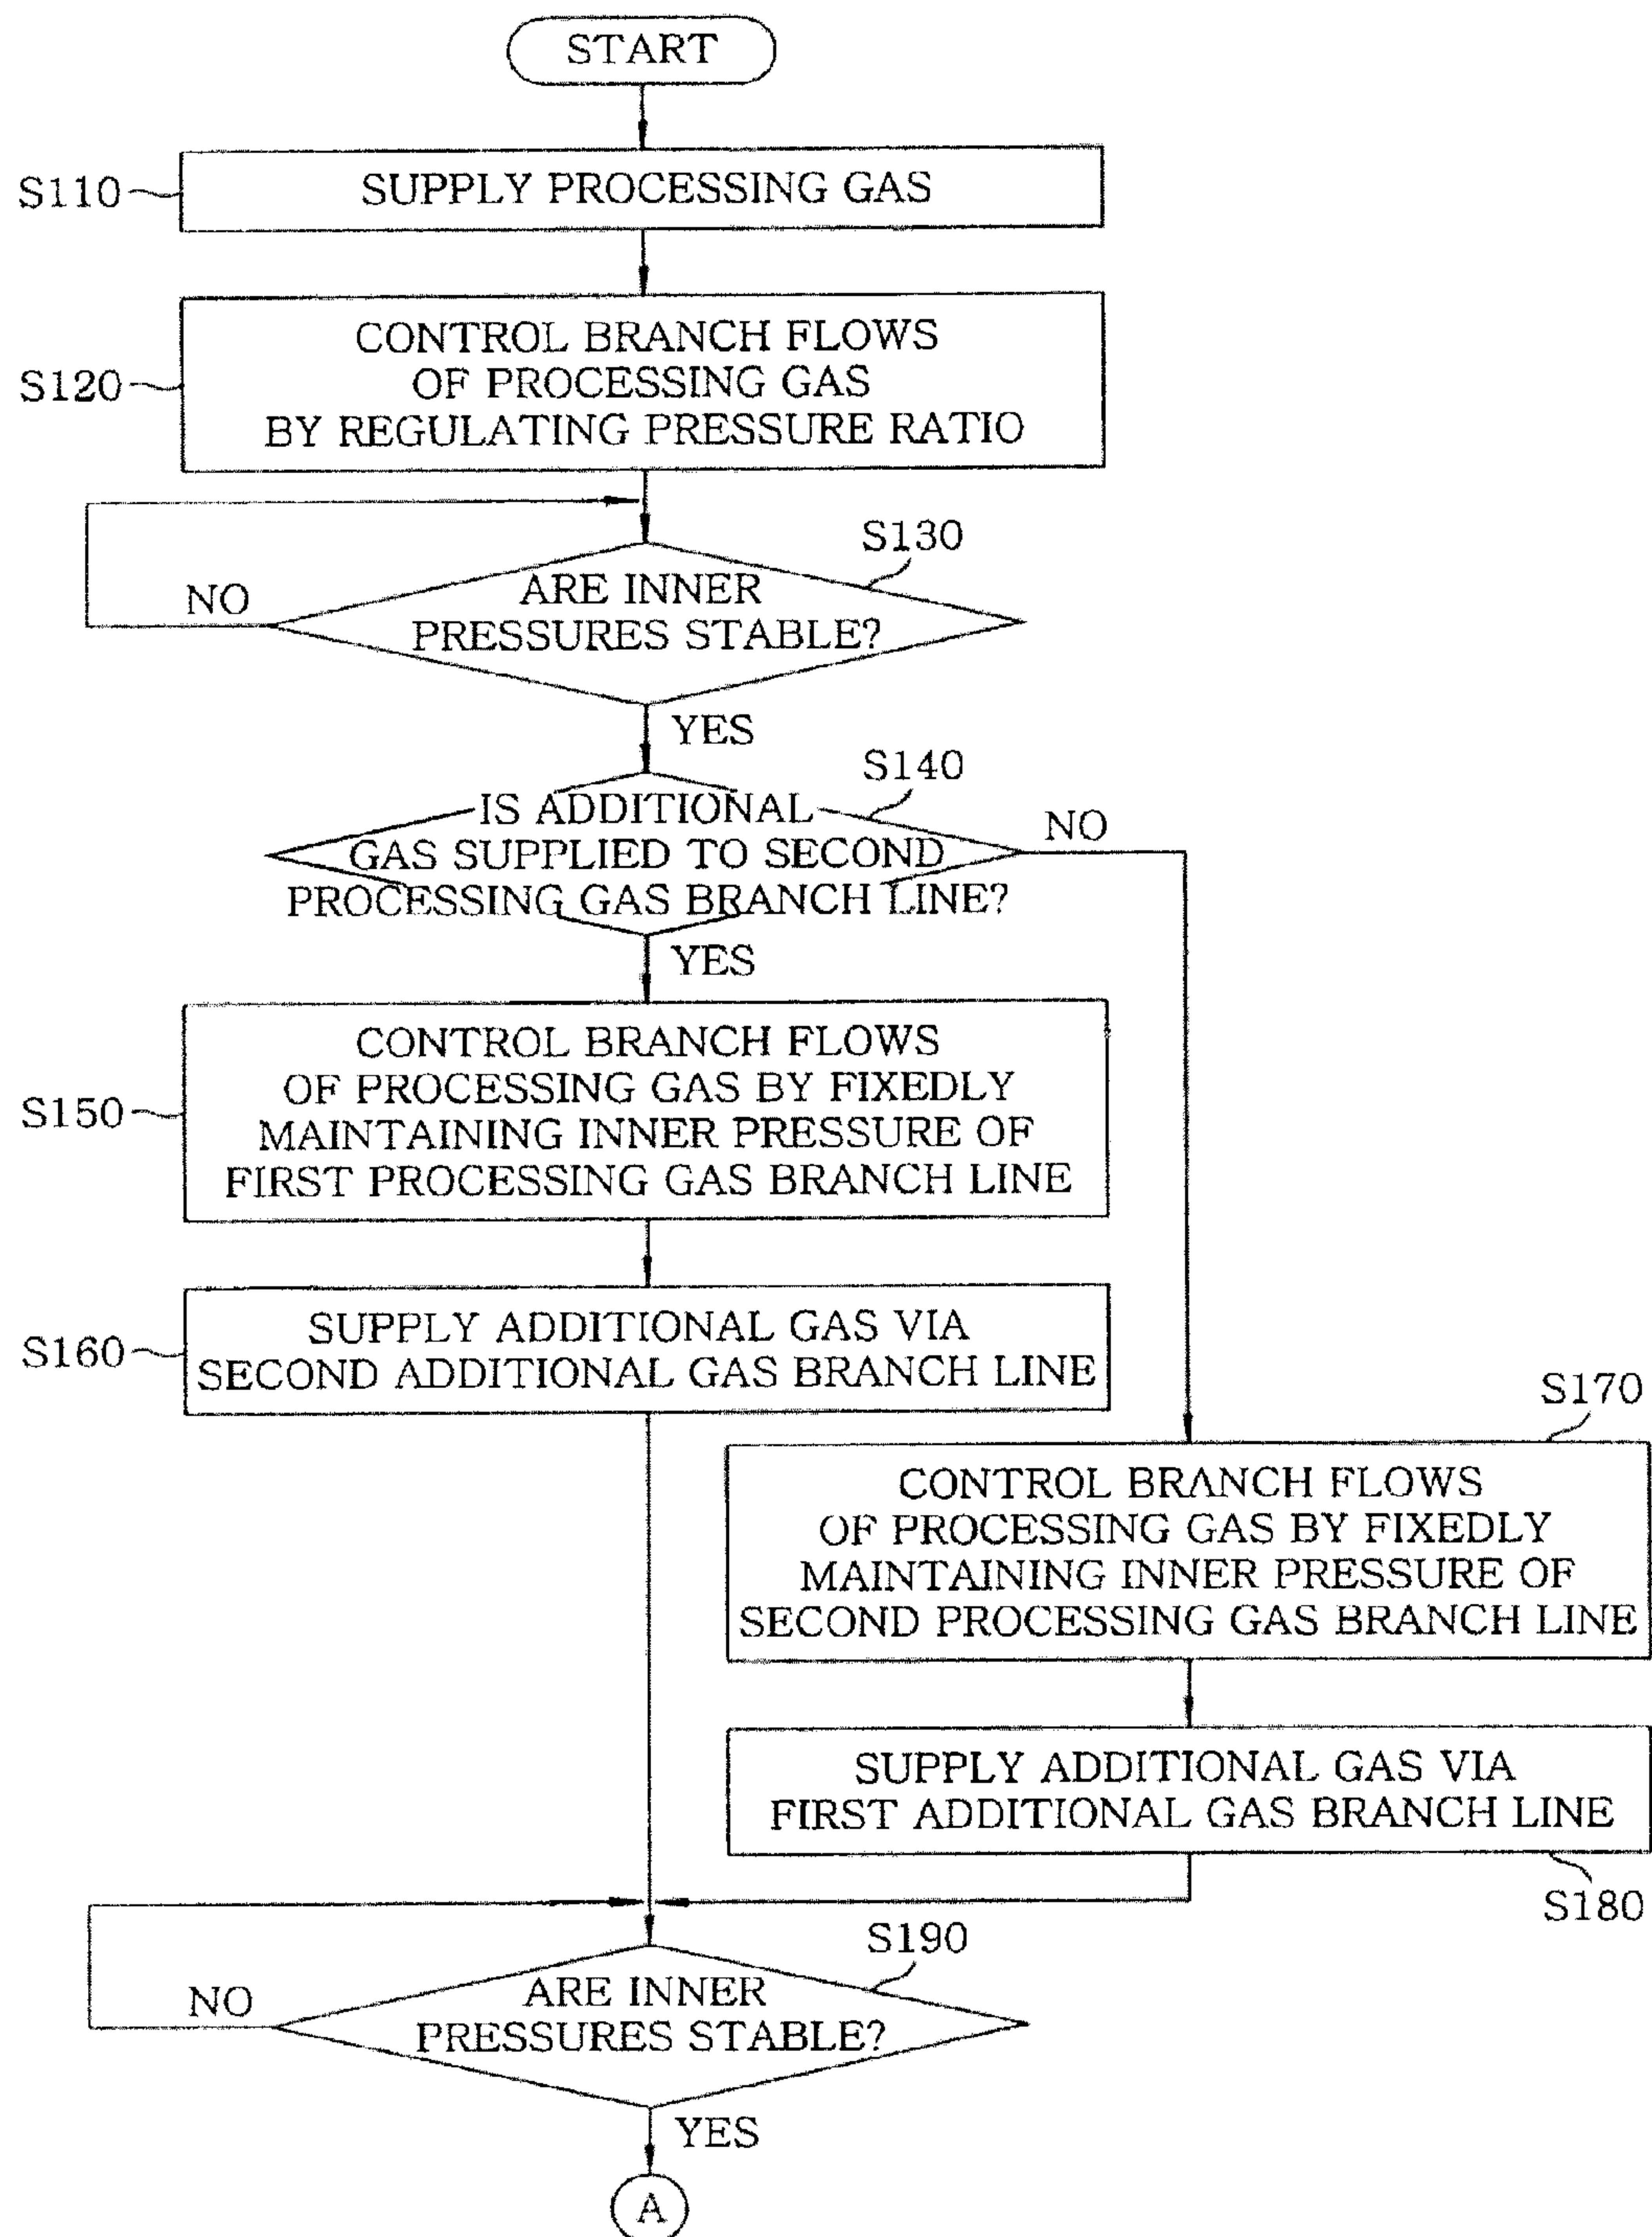 START
S110
SUPPLY PROCESSING GAS
S120
CONTROL BRANCH FLOWS
OF PROCESSING GAS
BY REGULATING PRESSURE RATIO
S130
NO
ARE INNER
PRESSURES STABLE?
YES
S140
IS ADDITIONAL
GAS SUPPLIED TO SECOND
PROCESSING GAS BRANCH LINE?
NO
YES
S150
CONTROL BRANCH FLOWS
OF PROCESSING GAS BY FIXEDLY
MAINTAINING INNER PRESSURE OF
FIRST PROCESSING GAS BRANCH LINE
S160
SUPPLY ADDITIONAL GAS VIA
SECOND ADDITIONAL GAS BRANCH LINE
S170
CONTROL BRANCH FLOWS
OF PROCESSING GAS BY FIXEDLY
MAINTAINING INNER PRESSURE OF
SECOND PROCESSING GAS BRANCH LINE
SUPPLY ADDITIONAL GAS VIA
FIRST ADDITIONAL GAS BRANCH LINE
S180
S190
NO
ARE INNER
PRESSURES STABLE?
YES
A